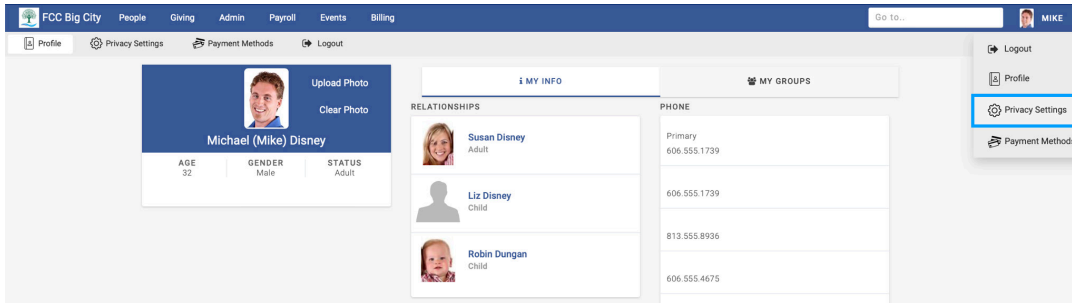 FCC Big City People Giving Admin Payroll Events Billing Go to.. MIKE
Profile Privacy Settings Payment Methods Logout
Logout
Profile
Privacy Settings
Payment Methods
Upload Photo
Clear Photo
Michael (Mike) Disney
AGE GENDER STATUS
32 Male Adult
i MY INFO MY GROUPS
RELATIONSHIPS
Susan Disney
Adult
Liz Disney
Child
Robin Dungan
Child
PHONE
Primary
606.555.1739
606.555.1739
813.555.8936
606.555.4675